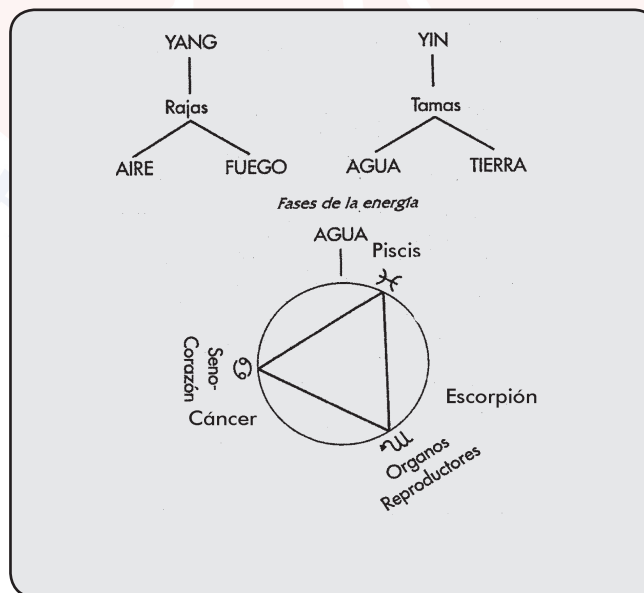 YANG
Rajas
AIRE FUEGO
YIN
Tamas
AGUA TIERRA
Fases de la energía
AGUA
Piscis
Seno-
Corazón
Cáncer
Escorpión
Organos
Reproductores